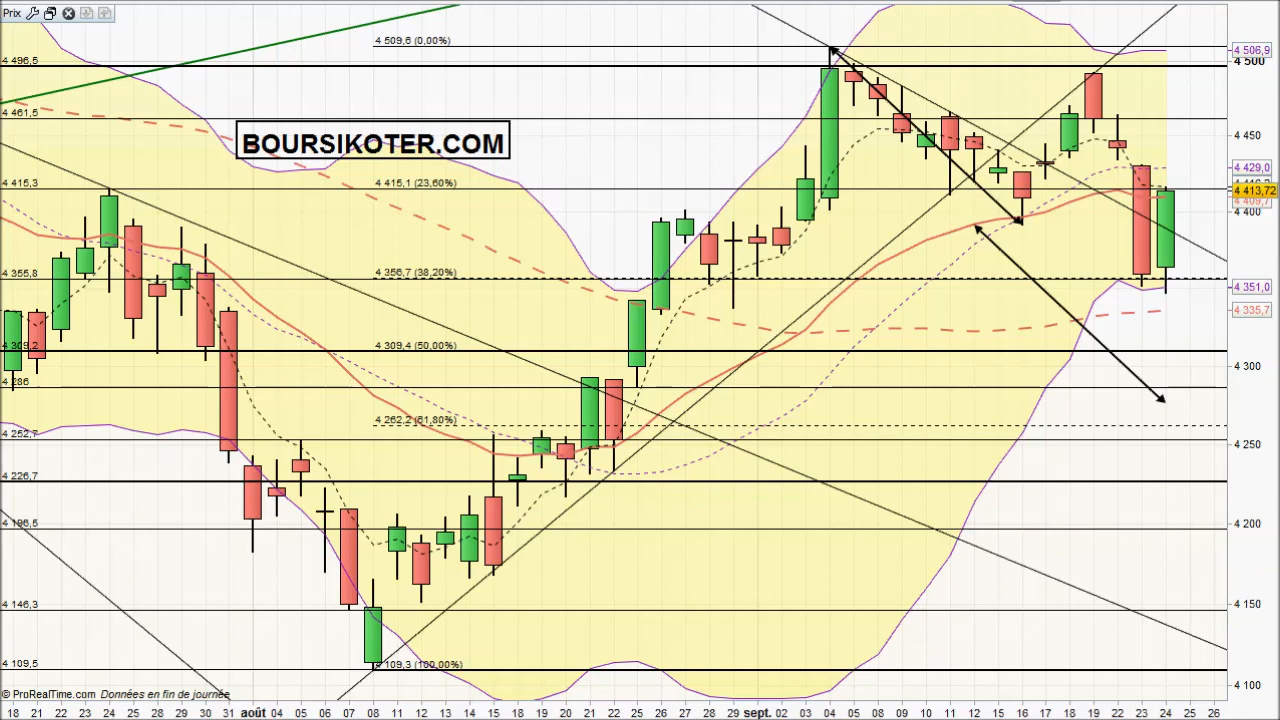 Prix
4 509,6 (0,00%)
4 506,9
4 496,5
4 500
4 461,5
BOURSIKOTER.COM
4 450
4 429,0
4 415,3
4 415,1 (23,60%)
4 413,72
4 409,7
4 400
4 355,8
4 356,7 (38,20%)
4 351,0
4 335,7
4 309,2
4 309,4 (50,00%)
4 300
4 286
4 262,2 (61,80%)
4 252,7
4 250
4 226,7
4 196,5
4 200
4 146,3
4 150
4 109,5
4 109,3 (100,00%)
4 100
© ProRealTime.com Données en fin de journée
18 21 22 23 24 25 28 29 30 31 août 04 05 06 07 08 11 12 13 14 15 18 19 20 21 22 25 26 27 28 29 sept. 02 03 04 05 08 09 10 11 12 15 16 17 18 19 22 23 24 25 26